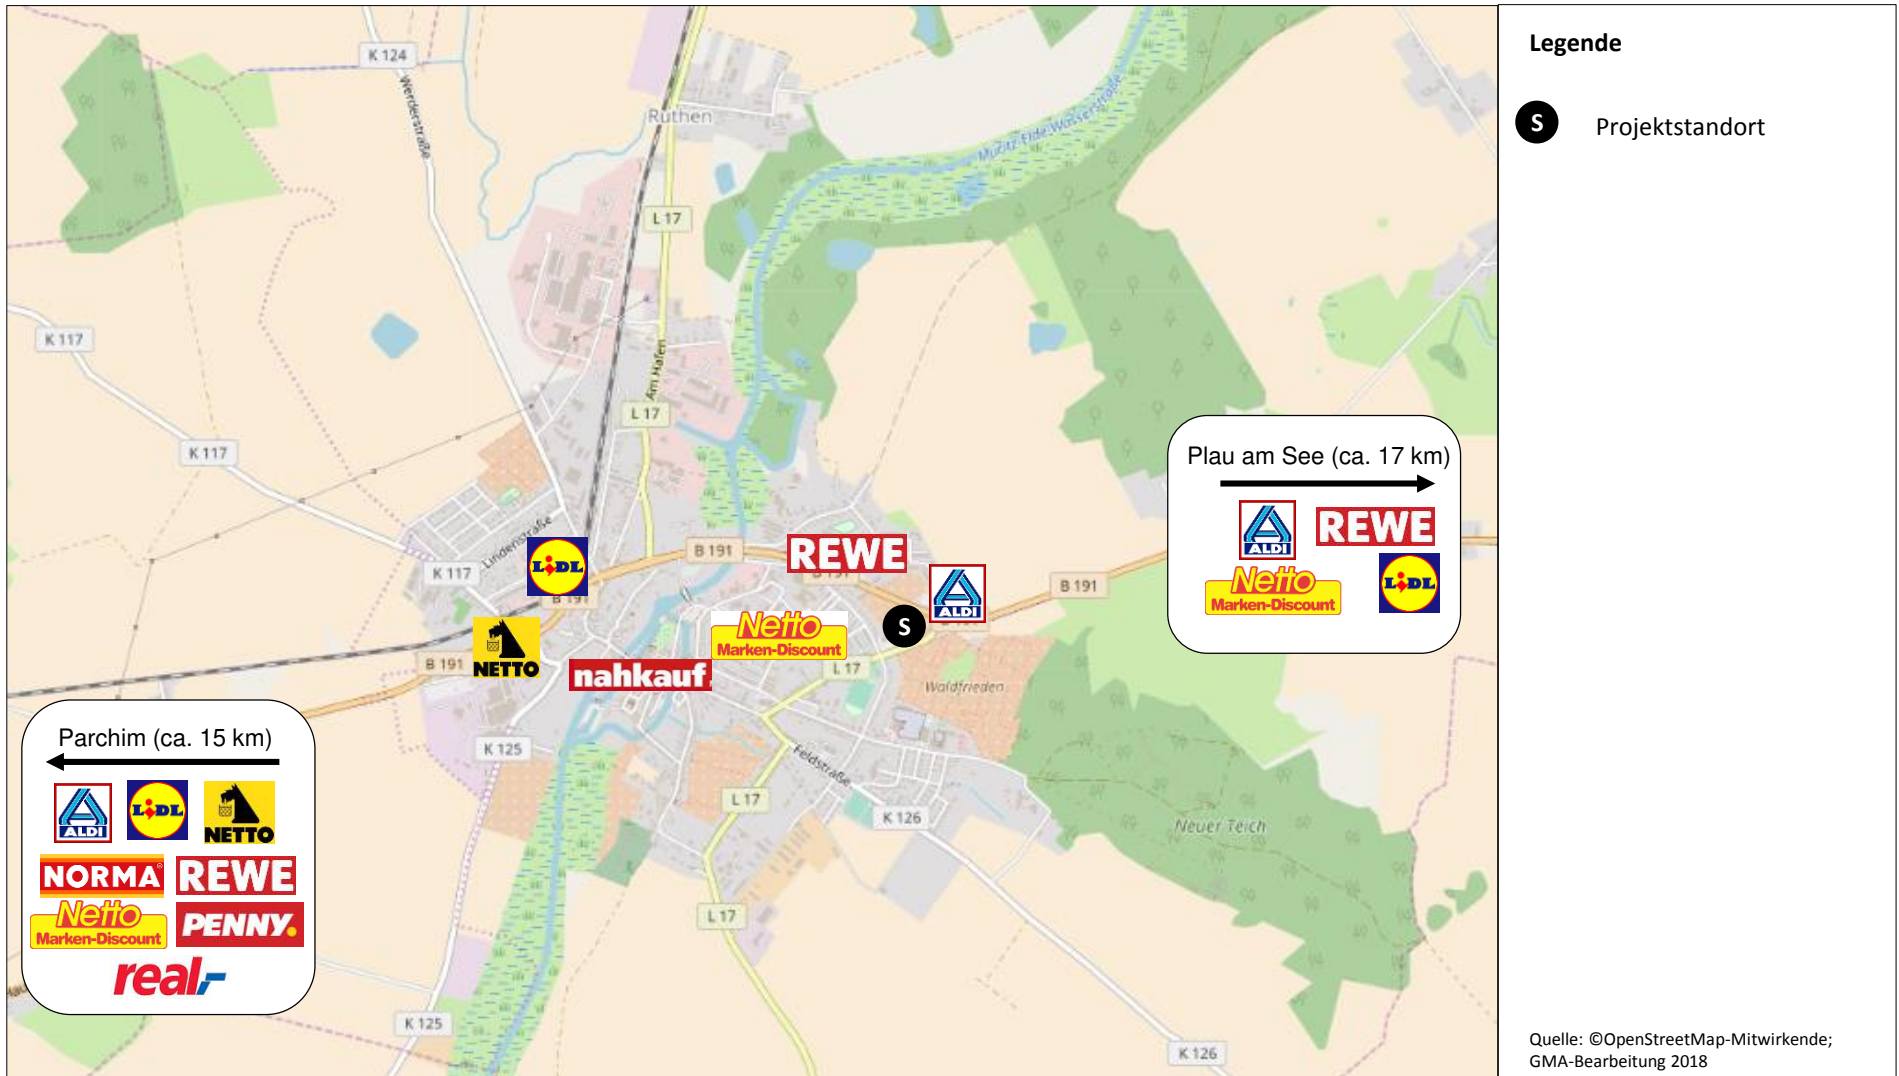 K 124
Werderstraße
Ruthen
Müritz-Elde-Wasserstraße
L 17
K 117
Am Hafen
L 17
K 117
Lindenstraße
K 117
LIDL
B 191
B 191
REWE
B 191
ALDI
B 191
S
NETTO
B 191
Netto
Marken-Discount
nahkauf
L 17
Waldfrieden
K 125
Feldstraße
L 17
K 126
Neuer Teich
L 17
K 125
K 126
Plau am See (ca. 17 km)
ALDI
REWE
Netto
Marken-Discount
LIDL
Parchim (ca. 15 km)
ALDI
LIDL
NETTO
NORMA®
REWE
Netto
Marken-Discount
PENNY.
real,-
Legende
S Projektstandort
Quelle: ©OpenStreetMap-Mitwirkende;
GMA-Bearbeitung 2018